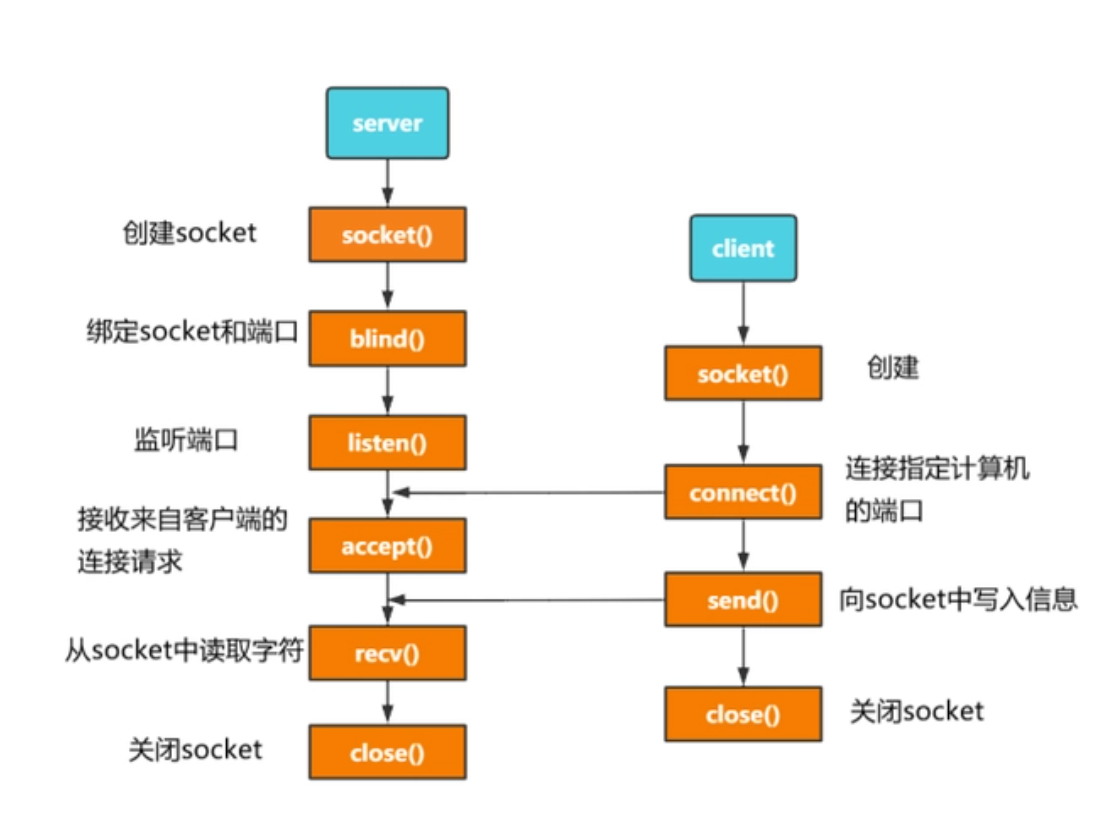 server
创建socket
socket()
绑定socket和端口
blind()
监听端口
listen()
接收来自客户端的
连接请求
accept()
从socket中读取字符
recv()
关闭socket
close()
client
socket()
创建
connect()
连接指定计算机
的端口
send()
向socket中写入信息
close()
关闭socket